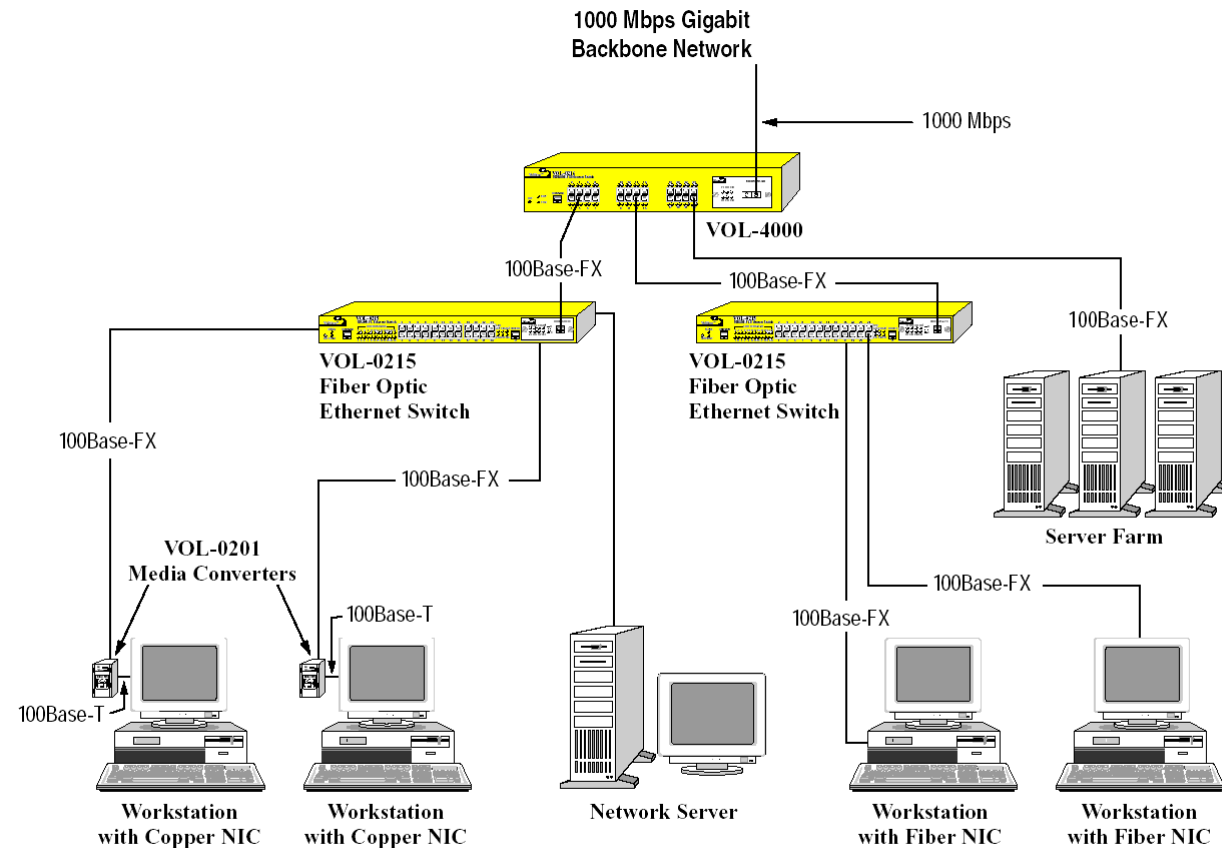 1000 Mbps Gigabit
Backbone Network
1000 Mbps
VOL-4000
100Base-FX
100Base-FX
100Base-FX
VOL-0215
Fiber Optic
Ethernet Switch
VOL-0215
Fiber Optic
Ethernet Switch
100Base-FX
100Base-FX
Server Farm
VOL-0201
Media Converters
100Base-FX
100Base-T
100Base-FX
100Base-T
Workstation
with Copper NIC
Workstation
with Copper NIC
Network Server
Workstation
with Fiber NIC
Workstation
with Fiber NIC